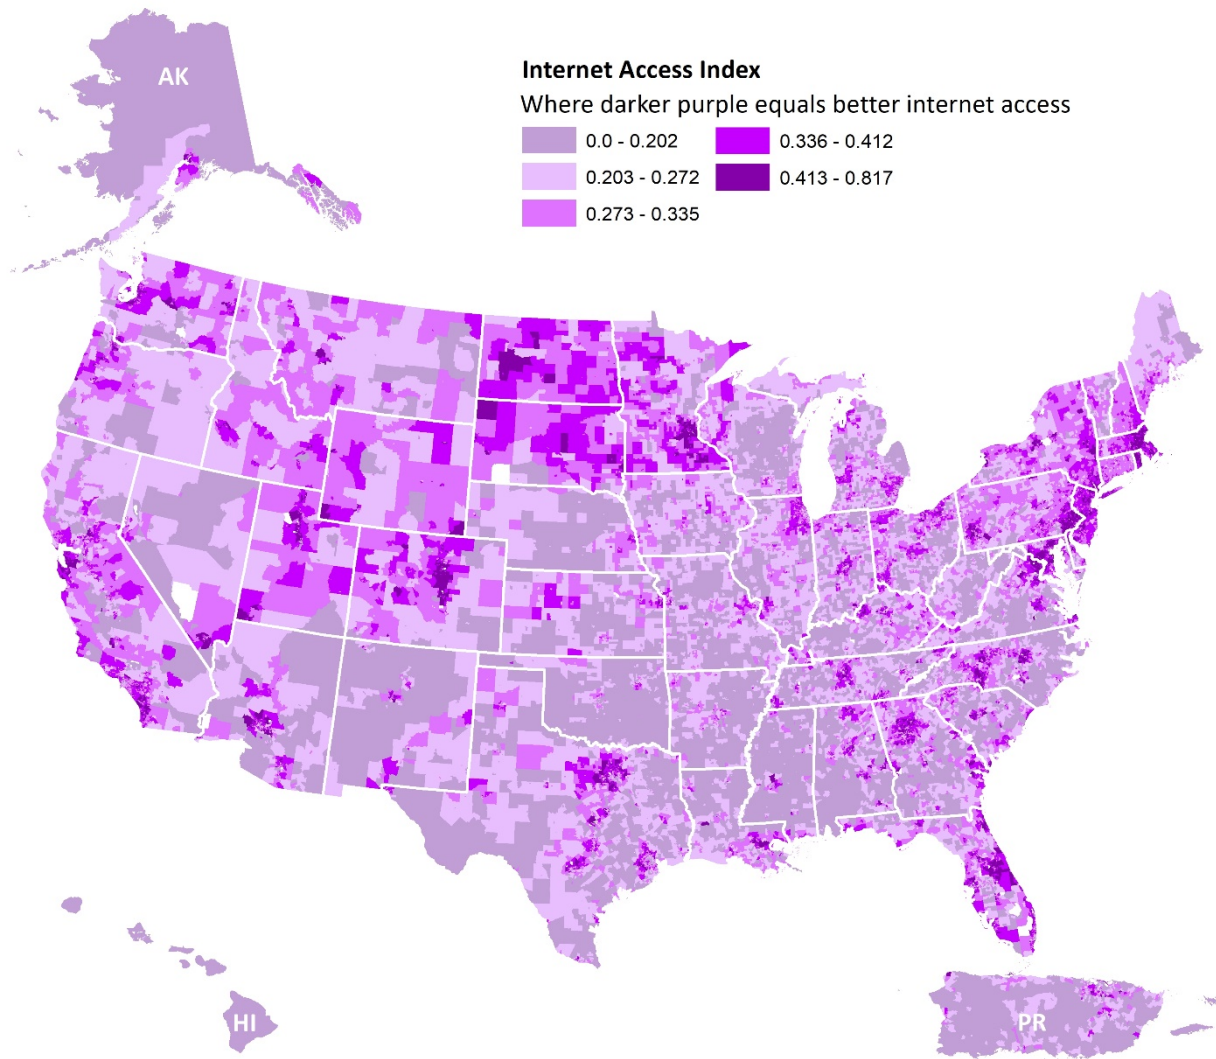 AK
Internet Access Index
Where darker purple equals better internet access
0.0 - 0.202
0.336 - 0.412
0.203 - 0.272
0.413 - 0.817
0.273 - 0.335
HI
PR